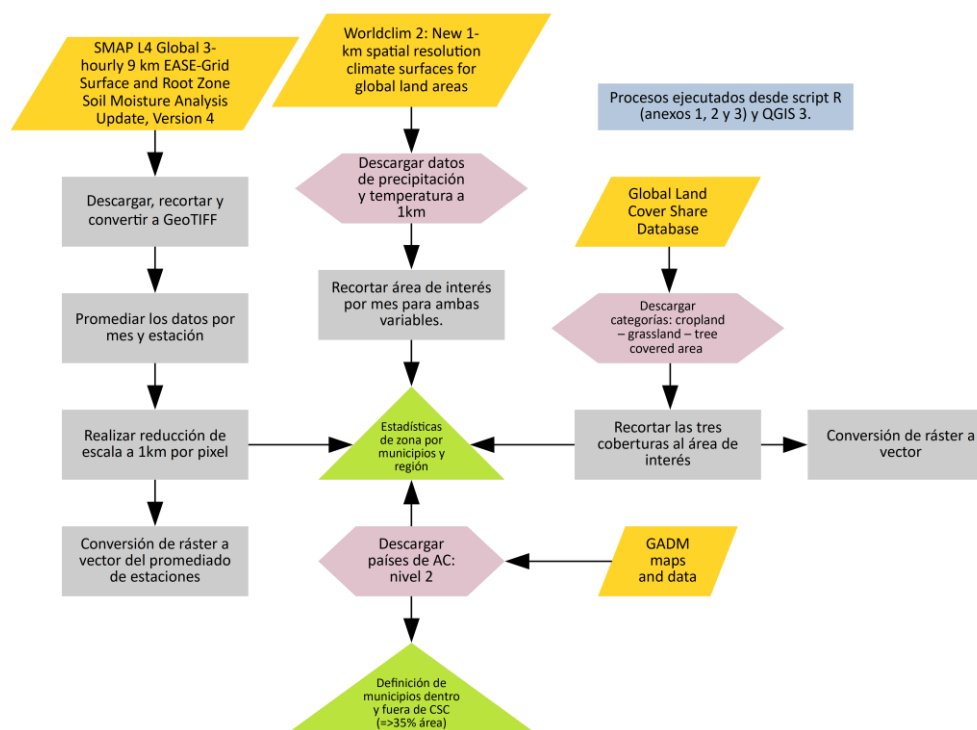 SMAP L4 Global 3-
hourly 9 km EASE-Grid
Surface and Root Zone
Soil Moisture Analysis
Update, Version 4
Descargar, recortar y
convertir a GeoTIFF
Promediar los datos por
mes y estación
Realizar reducción de
escala a 1km por pixel
Conversión de ráster a
vector del promediado de
estaciones
Worldclim 2: New 1-
km spatial resolution
climate surfaces for
global land areas
Descargar datos
de precipitación
y temperatura a
1km
Recortar área de interés
por mes para ambas
variables.
Estadísticas
de zona por
municipios y
región
Descargar
países de AC:
nivel 2
Definición de
municipios dentro
y fuera de CSC
(=>35% área)
Procesos ejecutados desde script R
(anexos 1, 2 y 3) y QGIS 3.
Global Land
Cover Share
Database
Descargar
categorías: cropland
– grassland – tree
covered area
Recortar las tres
coberturas al área de
interés
Conversión de ráster a
vector
GADM
maps
and data